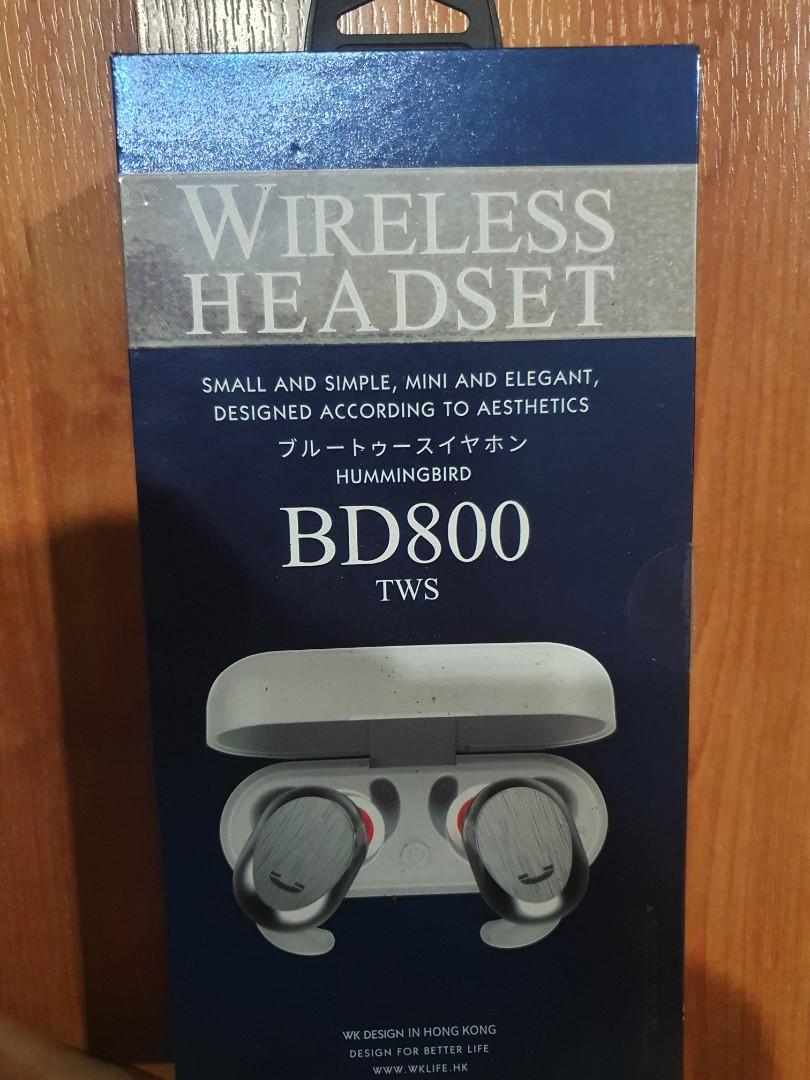 WIRELESS
HEADSET
SMALL AND SIMPLE, MINI AND ELEGANT,
DESIGNED ACCORDING TO AESTHETICS
ブルートゥースイヤホン
HUMMINGBIRD
BD800
TWS
WK DESIGN IN HONG KONG
DESIGN FOR BETTER LIFE
WWW.WKLIFE.HK